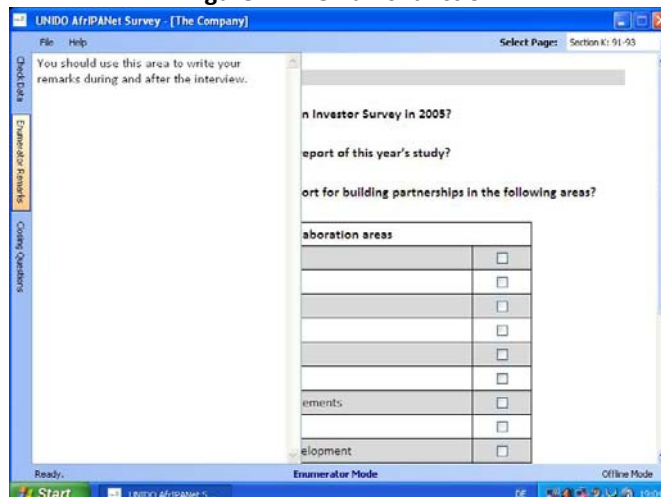 UNIDO AfrIPANet Survey - [The Company]
File Help
Select Page: Section K: 91-93
Check Data
Enumerator Remarks
Closing Questions
You should use this area to write your
remarks during and after the interview.
n Investor Survey in 2005?
eport of this year's study?
ort for building partnerships in the following areas?
aboration areas
ements
elopment
Ready.
Enumerator Mode
Offline Mode
Start
UNIDO AfrIPANet S...
DE